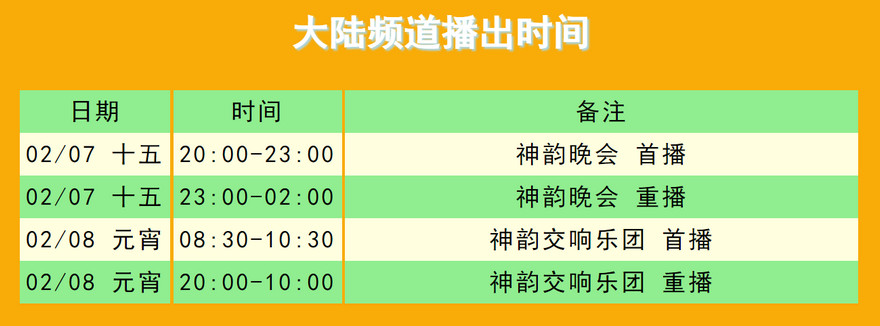 大陆频道播出时间
日期 时间 备注
02/07 十五 20:00-23:00 神韵晚会 首播
02/07 十五 23:00-02:00 神韵晚会 重播
02/08 元宵 08:30-10:30 神韵交响乐团 首播
02/08 元宵 20:00-10:00 神韵交响乐团 重播